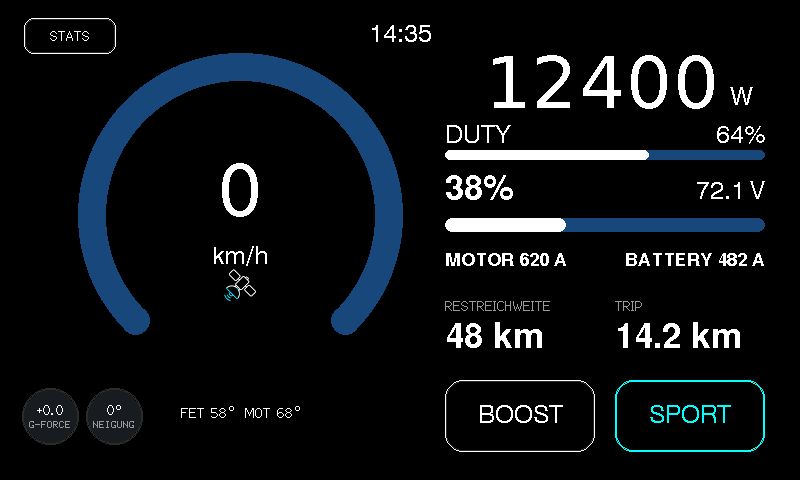 STATS
14:35
12400 W
DUTY 64%
38% 72.1 V
0
km/h
MOTOR 620 A BATTERY 482 A
RESTREICHWEITE TRIP
48 km 14.2 km
+0.0
G-FORCE
0°
NEIGUNG
FET 58° MOT 68°
BOOST SPORT